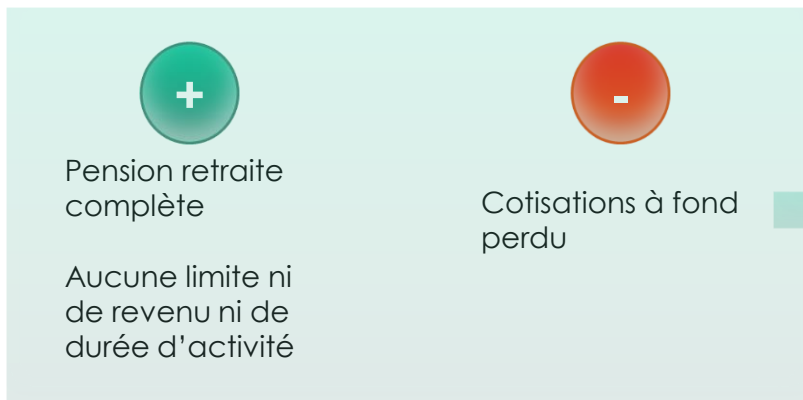 +
Pension retraite
complète
Aucune limite ni
de revenu ni de
durée d’activité
-
Cotisations à fond
perdu